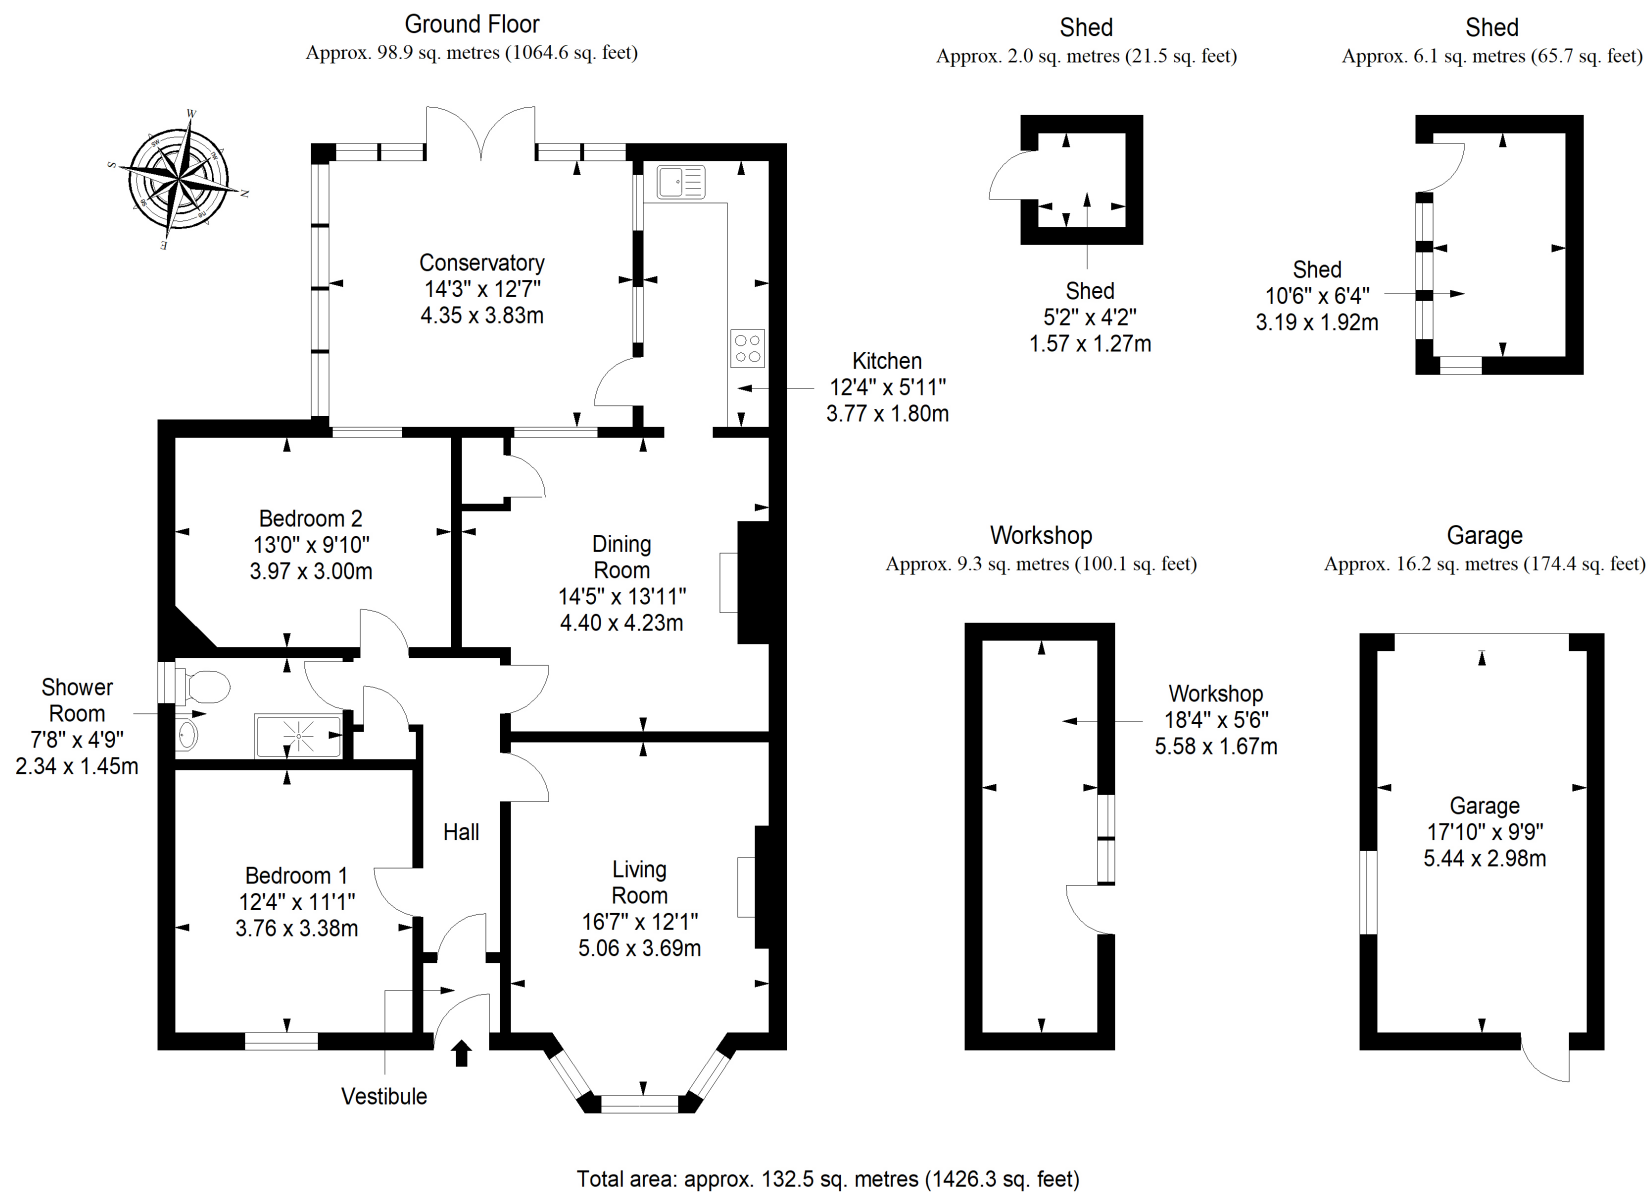 Ground Floor
Approx. 98.9 sq. metres (1064.6 sq. feet)
Shed
Approx. 2.0 sq. metres (21.5 sq. feet)
Shed
Approx. 6.1 sq. metres (65.7 sq. feet)
W
S
N
E
Conservatory
14'3" x 12'7"
4.35 x 3.83m
Kitchen
12'4" x 5'11"
3.77 x 1.80m
Shed
5'2" x 4'2"
1.57 x 1.27m
Shed
10'6" x 6'4"
3.19 x 1.92m
Bedroom 2
13'0" x 9'10"
3.97 x 3.00m
Dining
Room
14'5" x 13'11"
4.40 x 4.23m
Workshop
Approx. 9.3 sq. metres (100.1 sq. feet)
Garage
Approx. 16.2 sq. metres (174.4 sq. feet)
Shower
Room
7'8" x 4'9"
2.34 x 1.45m
Workshop
18'4" x 5'6"
5.58 x 1.67m
Garage
17'10" x 9'9"
5.44 x 2.98m
Hall
Bedroom 1
12'4" x 11'1"
3.76 x 3.38m
Living
Room
16'7" x 12'1"
5.06 x 3.69m
Vestibule
Total area: approx. 132.5 sq. metres (1426.3 sq. feet)